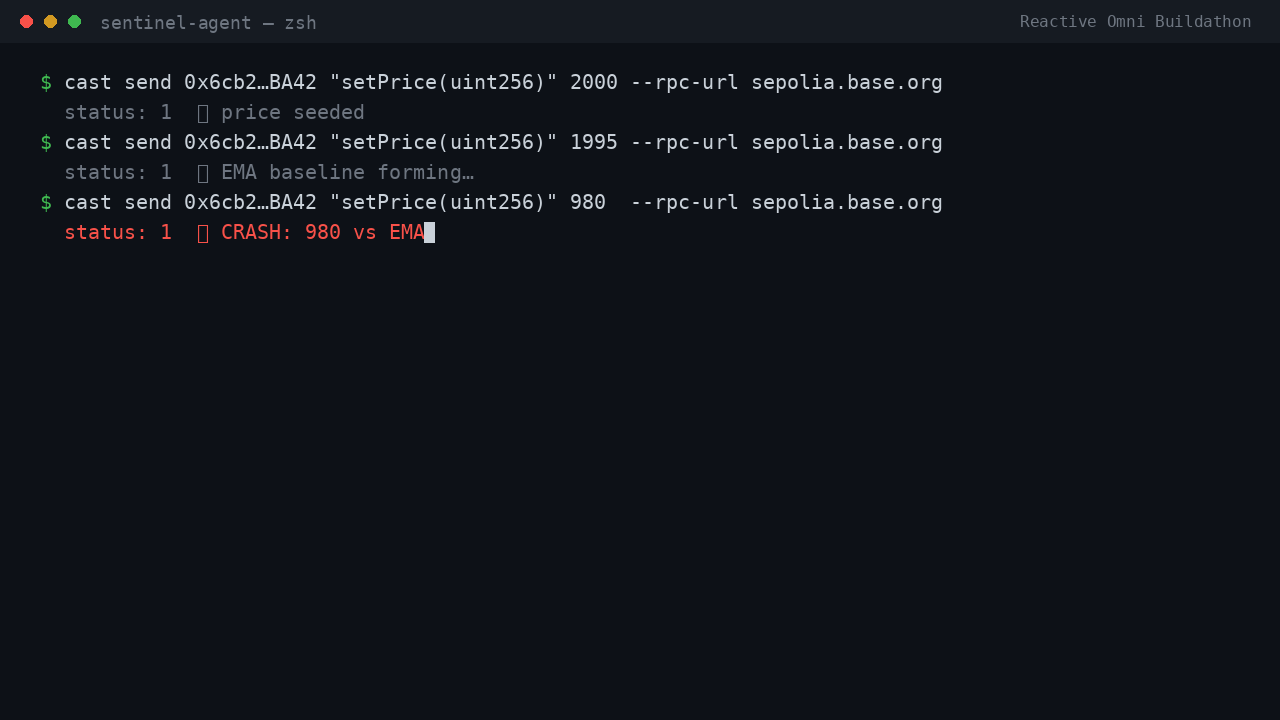 sentinel-agent — zsh
Reactive Omni Buildathon
$ cast send 0x6cb2…BA42 "setPrice(uint256)" 2000 --rpc-url sepolia.base.org
status: 1 ▯ price seeded
$ cast send 0x6cb2…BA42 "setPrice(uint256)" 1995 --rpc-url sepolia.base.org
status: 1 ▯ EMA baseline forming…
$ cast send 0x6cb2…BA42 "setPrice(uint256)" 980  --rpc-url sepolia.base.org
status: 1 ▯ CRASH: 980 vs EMA